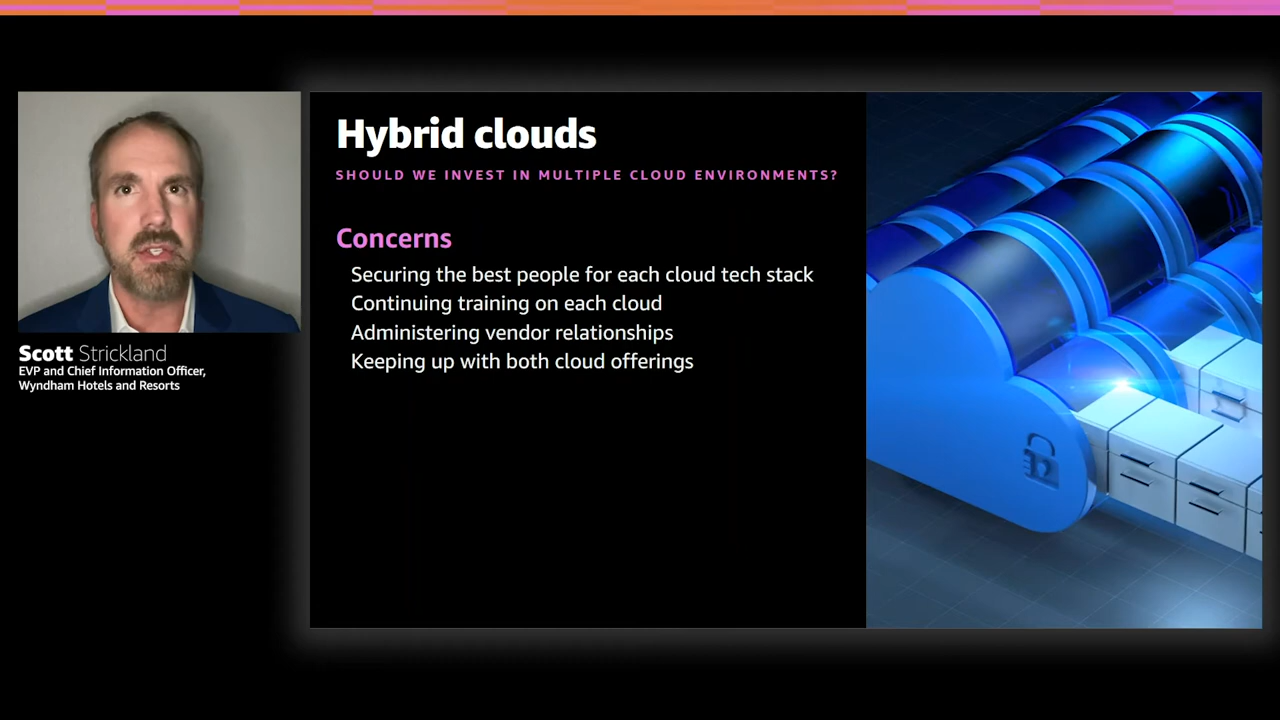 Hybrid clouds
SHOULD WE INVEST IN MULTIPLE CLOUD ENVIRONMENTS?
Concerns
Securing the best people for each cloud tech stack
Continuing training on each cloud
Administering vendor relationships
Keeping up with both cloud offerings
Scott Strickland
EVP and Chief Information Officer,
Wyndham Hotels and Resorts